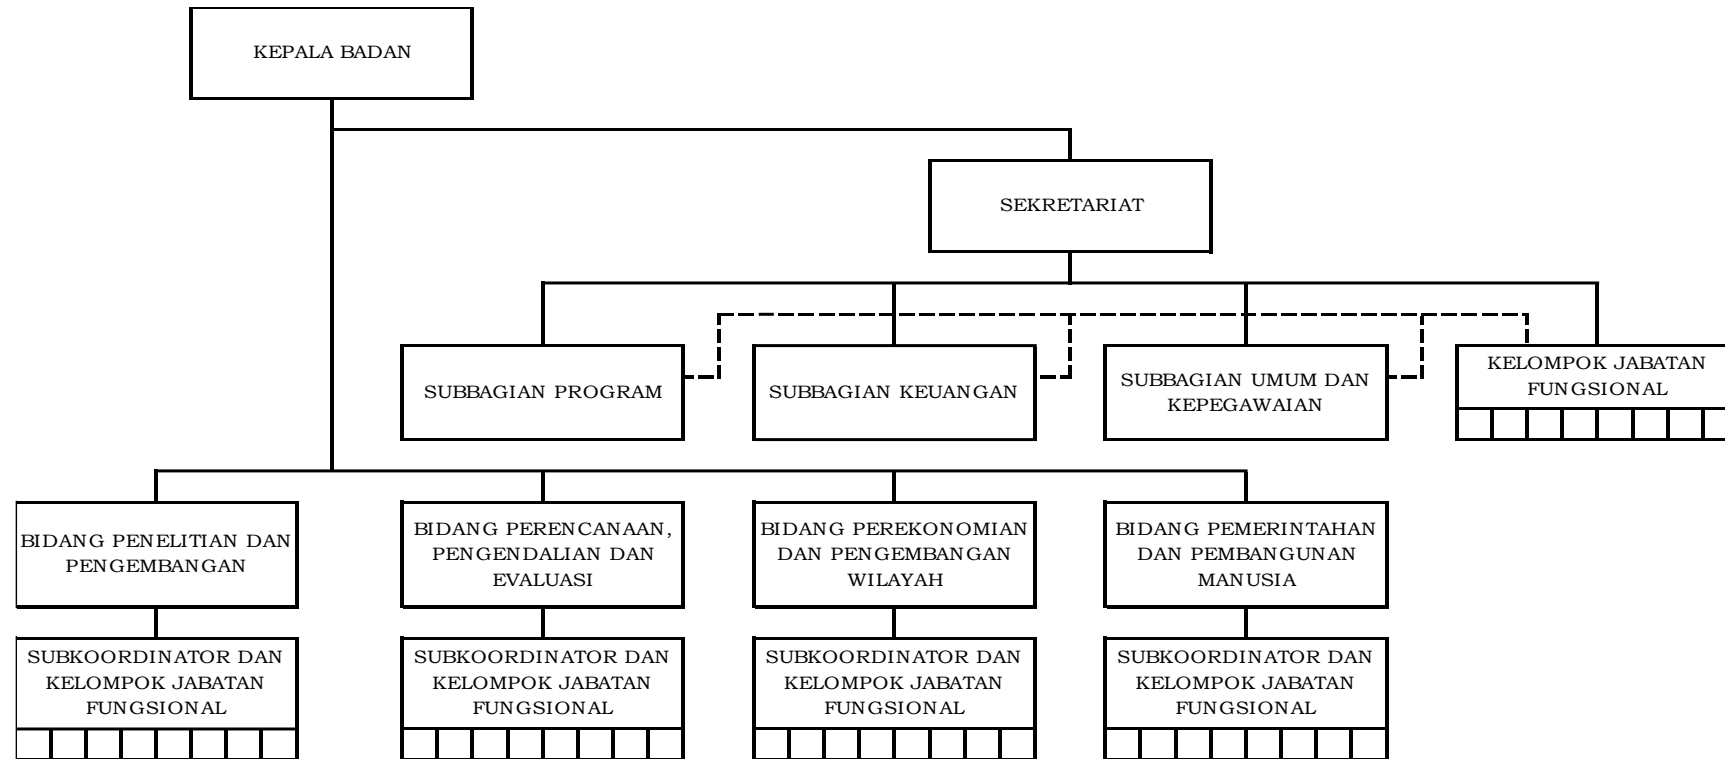 KEPALA BADAN
SEKRETARIAT
SUBBAGIAN PROGRAM
SUBBAGIAN KEUANGAN
SUBBAGIAN UMUM DAN
KEPEGAWAIAN
KELOMPOK JABATAN
FUNGSIONAL
BIDANG PENELITIAN DAN
PENGEMBANGAN
BIDANG PERENCANAAN,
PENGENDALIAN DAN
EVALUASI
BIDANG PEREKONOMIAN
DAN PENGEMBANGAN
WILAYAH
BIDANG PEMERINTAHAN
DAN PEMBANGUNAN
MANUSIA
SUBKOORDINATOR DAN
KELOMPOK JABATAN
FUNGSIONAL
SUBKOORDINATOR DAN
KELOMPOK JABATAN
FUNGSIONAL
SUBKOORDINATOR DAN
KELOMPOK JABATAN
FUNGSIONAL
SUBKOORDINATOR DAN
KELOMPOK JABATAN
FUNGSIONAL